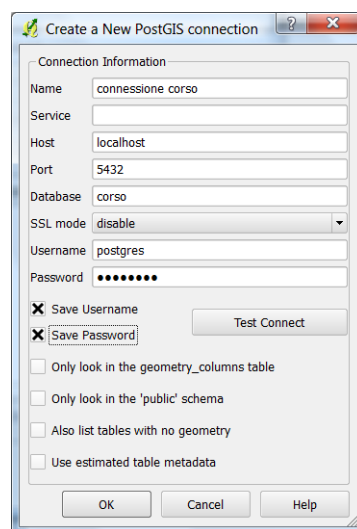 Create a New PostGIS connection
Connection Information
Name connessione corso
Service
Host localhost
Port 5432
Database corso
SSL mode disable
Username postgres
Password ●●●●●●●●
Save Username
Test Connect
Save Password
Only look in the geometry_columns table
Only look in the 'public' schema
Also list tables with no geometry
Use estimated table metadata
OK Cancel Help